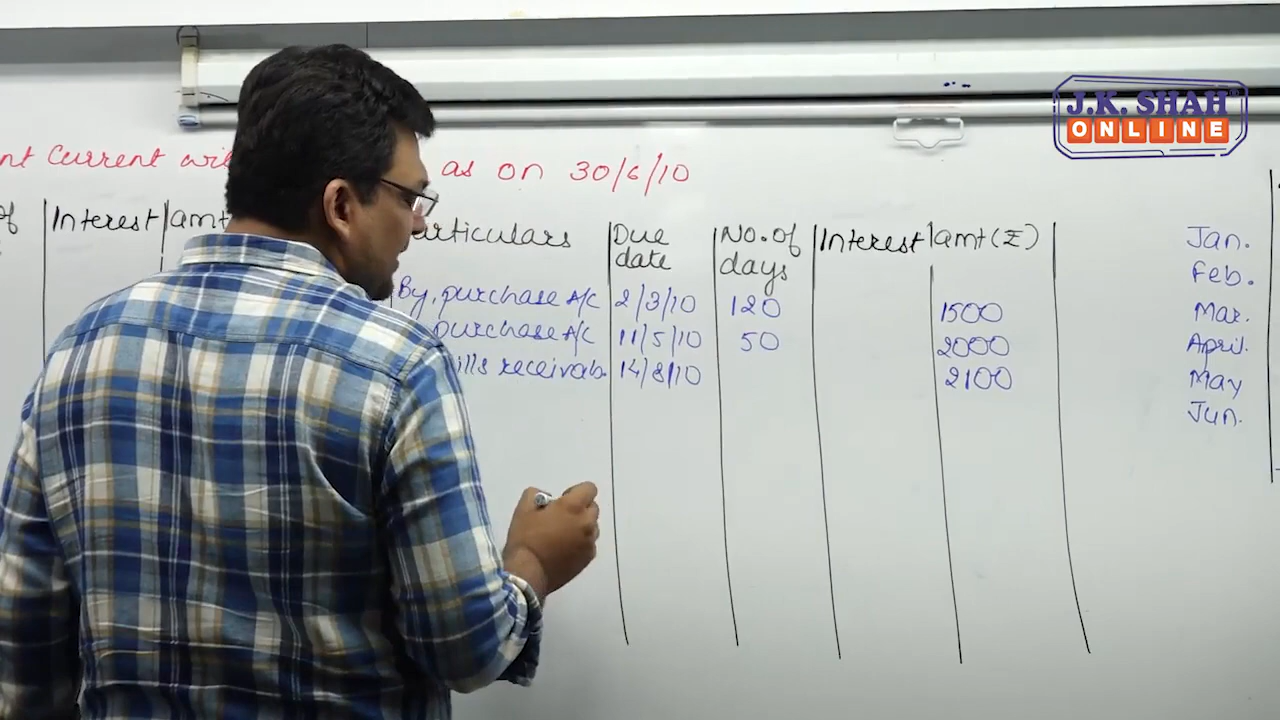 J.K. SHAH®
ONLINE
nt Current as on 30/6/10
of Interest amt Particulars Due date No. of days Interest amt (₹)
By, purchase A/c 2/3/10 120 1500
purchase A/c 11/5/10 50 2000
ills receivab. 14/8/10 2100
Jan.
Feb.
Mar.
April.
May
Jun.